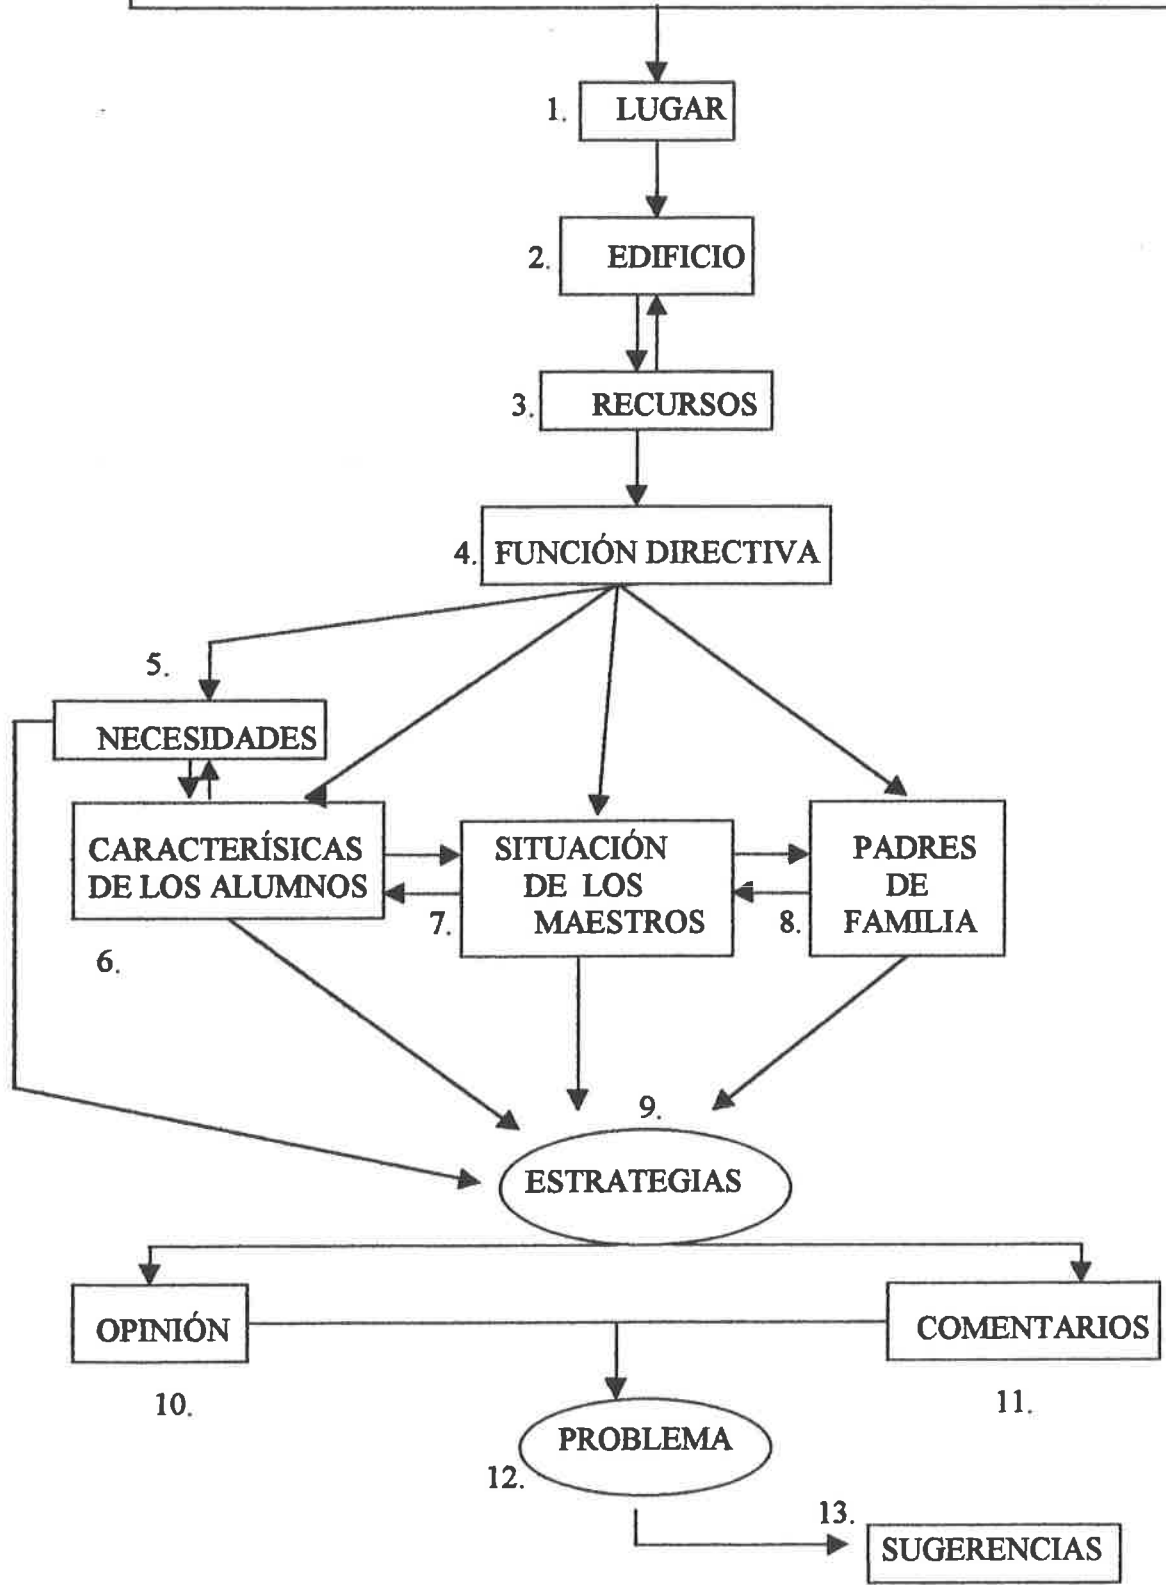 1. LUGAR
2. EDIFICIO
3. RECURSOS
4. FUNCIÓN DIRECTIVA
5.
NECESIDADES
CARACTERÍSICAS
DE LOS ALUMNOS
6.
7.
SITUACIÓN
DE LOS
MAESTROS
8.
PADRES
DE
FAMILIA
9.
ESTRATEGIAS
OPINIÓN
10.
COMENTARIOS
11.
PROBLEMA
12.
13.
SUGERENCIAS